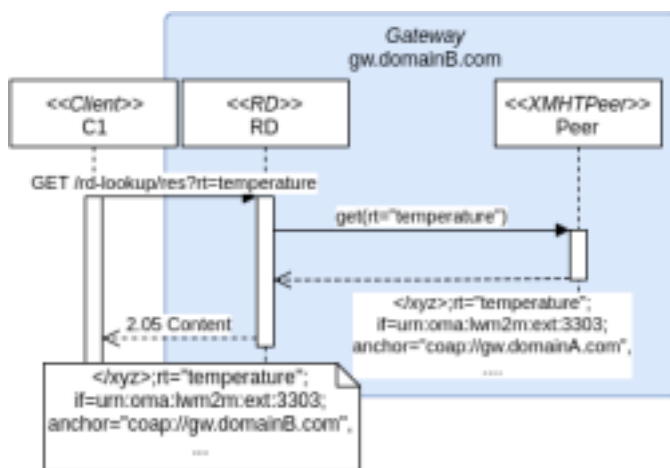 Gateway
gw.domainB.com
<<Client>>
C1
<<RD>>
RD
<<XMHTPeer>>
Peer
GET /rd-lookup/res?rt=temperature
get(rt="temperature")
</xyz>;rt="temperature";
if=urn:oma:lwm2m:ext:3303;
anchor="coap://gw.domainA.com",
....
2.05 Content
</xyz>;rt="temperature";
if=urn:oma:lwm2m:ext:3303;
anchor="coap://gw.domainB.com",
...